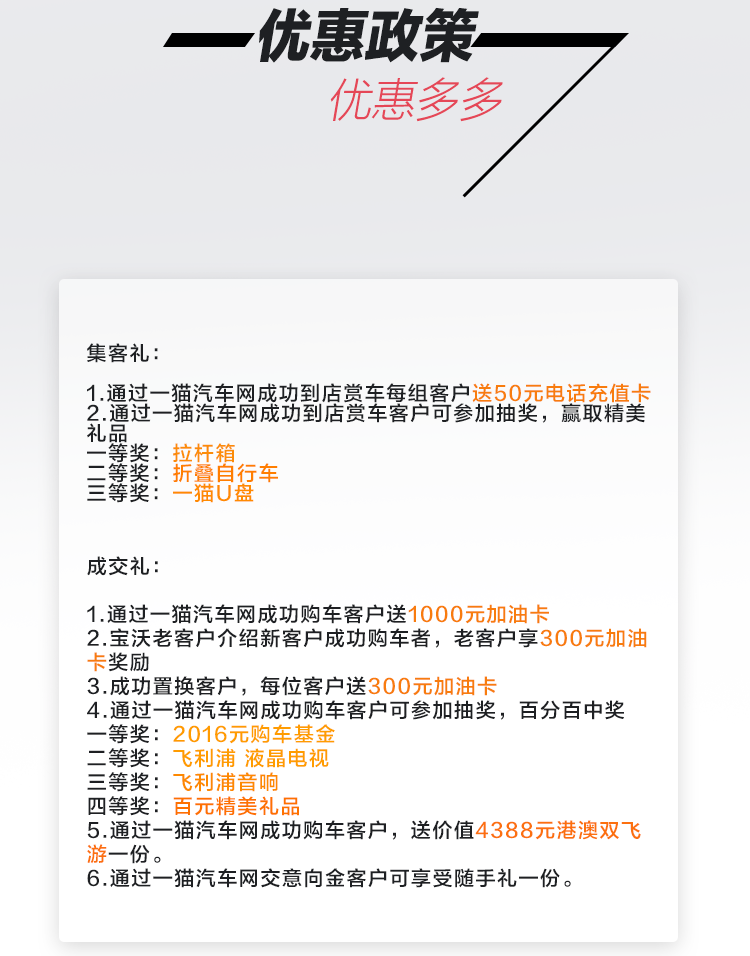 优惠政策
优惠多多
集客礼：
1.通过一猫汽车网成功到店赏车每组客户送50元电话充值卡
2.通过一猫汽车网成功到店赏车客户可参加抽奖，赢取精美
礼品
一等奖：拉杆箱
二等奖：折叠自行车
三等奖：一猫U盘
成交礼：
1.通过一猫汽车网成功购车客户送1000元加油卡
2.宝沃老客户介绍新客户成功购车者，老客户享300元加油
卡奖励
3.成功置换客户，每位客户送300元加油卡
4.通过一猫汽车网成功购车客户可参加抽奖，百分百中奖
一等奖：2016元购车基金
二等奖：飞利浦 液晶电视
三等奖：飞利浦音响
四等奖：百元精美礼品
5.通过一猫汽车网成功购车客户，送价值4388元港澳双飞
游一份。
6.通过一猫汽车网交意向金客户可享受随手礼一份。